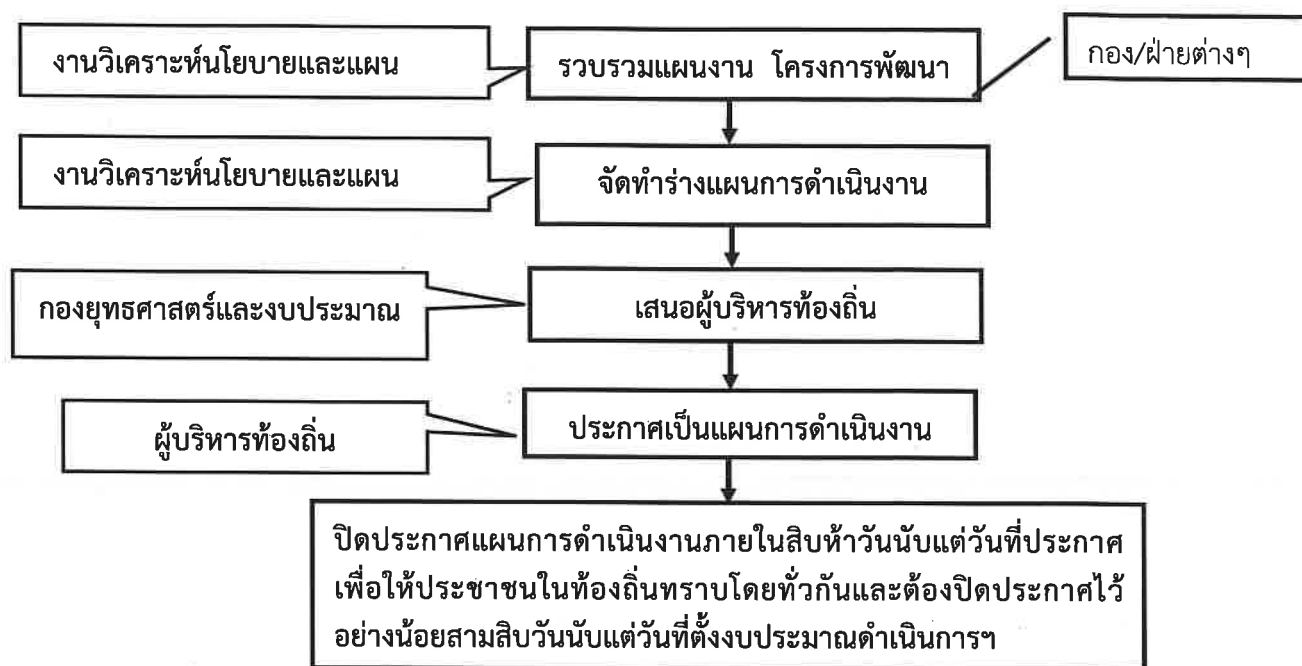 งานวิเคราะห์นโยบายและแผน
รวบรวมแผนงาน โครงการพัฒนา
กอง/ฝ่ายต่างๆ
งานวิเคราะห์นโยบายและแผน
จัดทำร่างแผนการดำเนินงาน
กองยุทธศาสตร์และงบประมาณ
เสนอผู้บริหารท้องถิ่น
ผู้บริหารท้องถิ่น
ประกาศเป็นแผนการดำเนินงาน
ปิดประกาศแผนการดำเนินงานภายในสิบห้าวันนับแต่วันที่ประกาศ
เพื่อให้ประชาชนในท้องถิ่นทราบโดยทั่วกันและต้องปิดประกาศไว้
อย่างน้อยสามสิบวันนับแต่วันที่ตั้งงบประมาณดำเนินการฯ